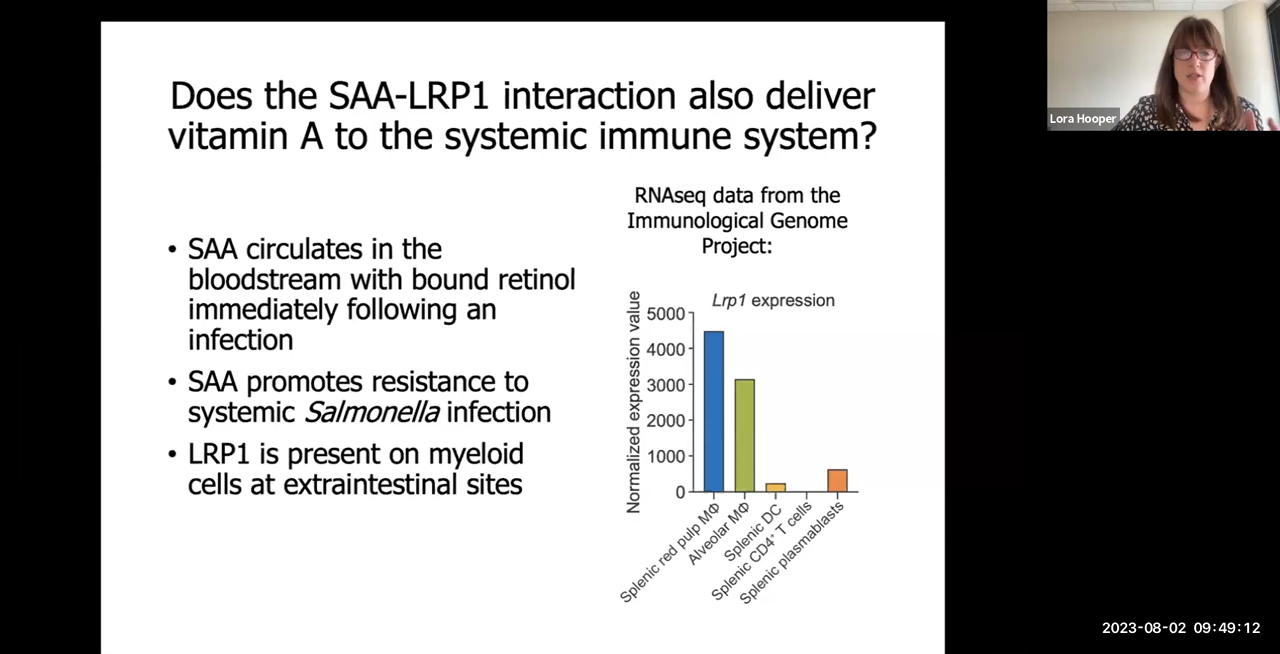 Does the SAA-LRP1 interaction also deliver
vitamin A to the systemic immune system?
• SAA circulates in the
bloodstream with bound retinol
immediately following an
infection
• SAA promotes resistance to
systemic Salmonella infection
• LRP1 is present on myeloid
cells at extraintestinal sites
RNAseq data from the
Immunological Genome
Project:
Lrp1 expression
Normalized expression value
5000
4000
3000
2000
1000
0
Splenic red pulp MΦ
Alveolar MΦ
Splenic DC
Splenic CD4⁺ T cells
Splenic plasmablasts
Lora Hooper
2023-08-02 09:49:12